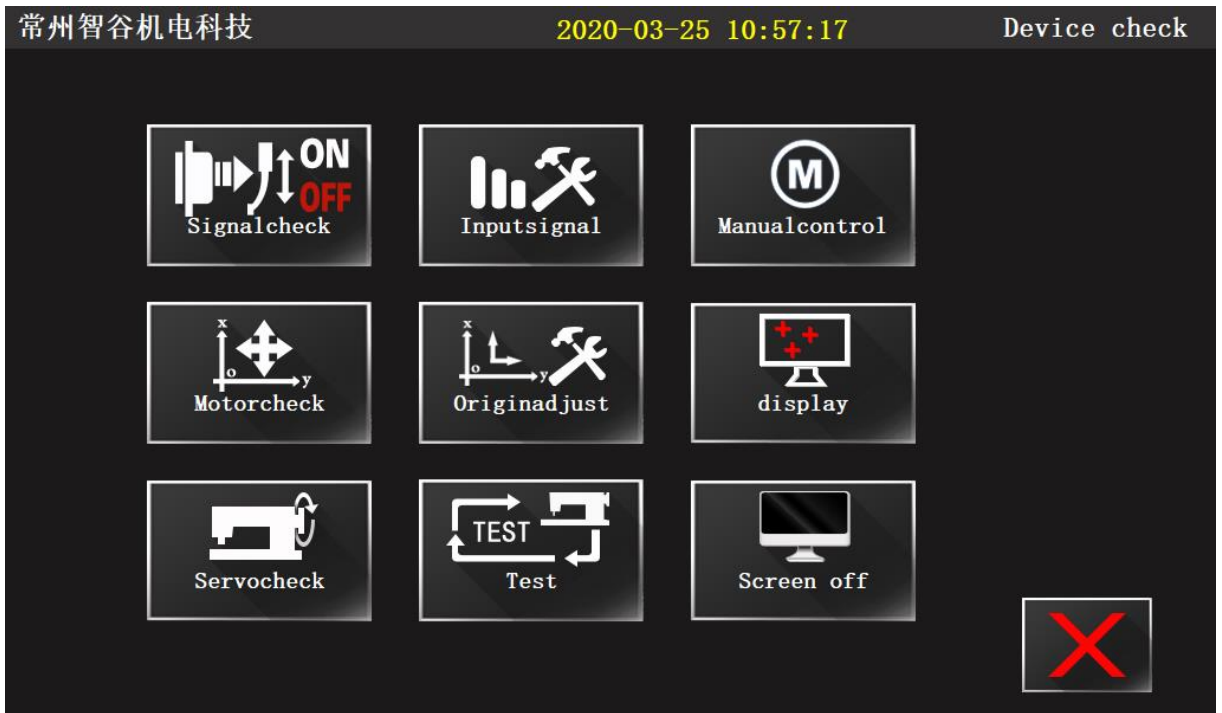 常州智谷机电科技 2020-03-25 10:57:17 Device check
ON
OFF
Signalcheck
Inputsignal
M
Manualcontrol
x
o
y
Motorcheck
x
o
y
Originadjust
display
Servocheck
TEST
Test
Screen off